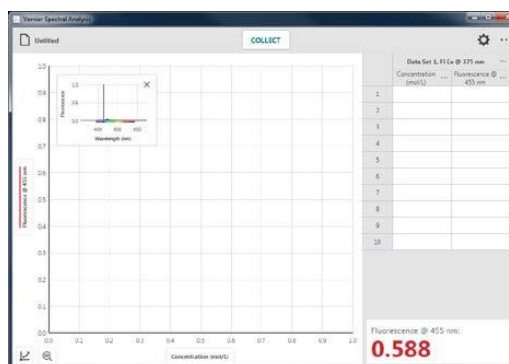 Vernier Spectral Analysis
Untitled
COLLECT
Data Set 1, Fl Ex @ 375 nm
Concentration (mol/L)
Fluorescence @ 455 nm
1
2
3
4
5
6
7
8
9
10
1.0
0.9
0.8
0.7
0.6
0.5
0.4
0.3
0.2
0.1
0.0
Fluorescence @ 455 nm
Fluorescence
1.0
Wavelength (nm)
0.0 0.1 0.2 0.3 0.4 0.5 0.6 0.7 0.8 0.9 1.0
Concentration (mol/L)
Fluorescence @ 455 nm:
0.588